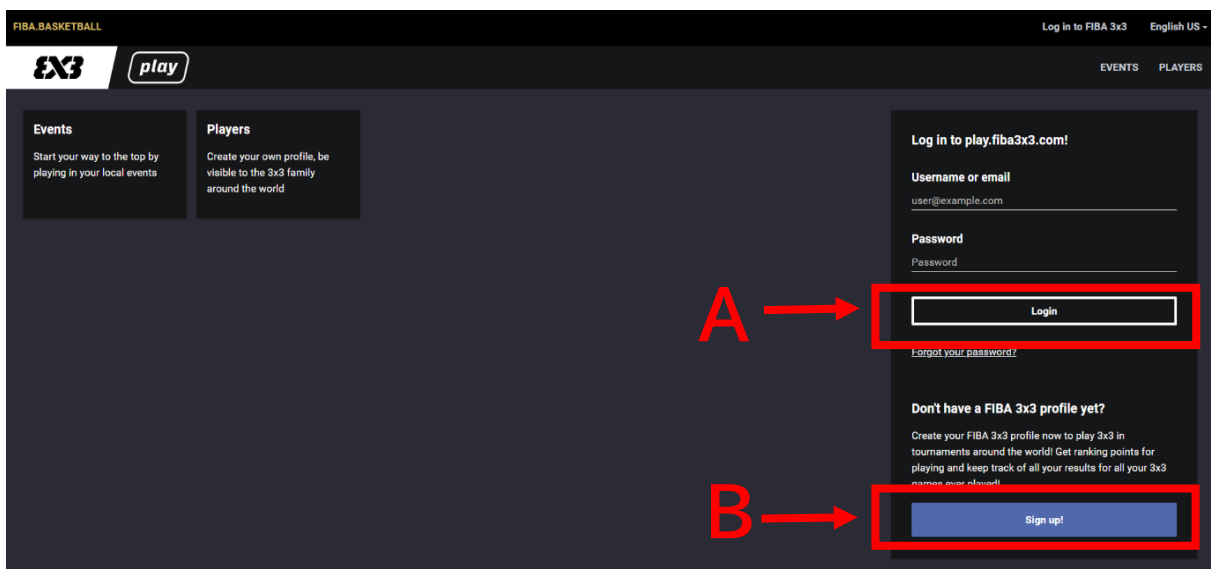 FIBA.BASKETBALL
Log in to FIBA 3x3
English US
3X3
play
EVENTS
PLAYERS
Events
Start your way to the top by
playing in your local events
Players
Create your own profile, be
visible to the 3x3 family
around the world
Log in to play.fiba3x3.com!
Username or email
user@example.com
Password
Password
A
Login
Forgot your password?
Don't have a FIBA 3x3 profile yet?
Create your FIBA 3x3 profile now to play 3x3 in
tournaments around the world! Get ranking points for
playing and keep track of all your results for all your 3x3
games ever played!
B
Sign up!